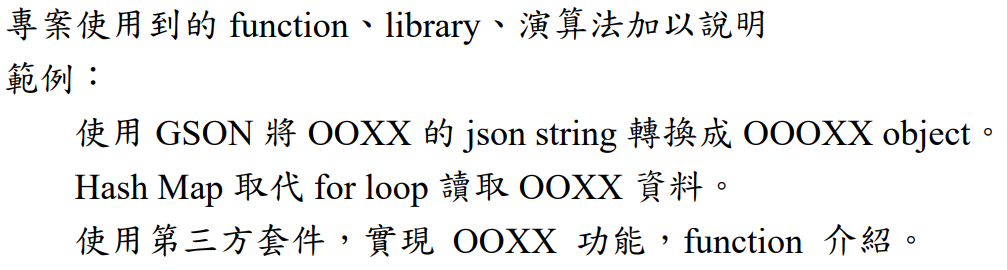 專案使用到的 function、library、演算法加以說明
範例：
使用 GSON 將 OOXX 的 json string 轉換成 OOOXX object。
Hash Map 取代 for loop 讀取 OOXX 資料。
使用第三方套件，實現 OOXX 功能，function 介紹。